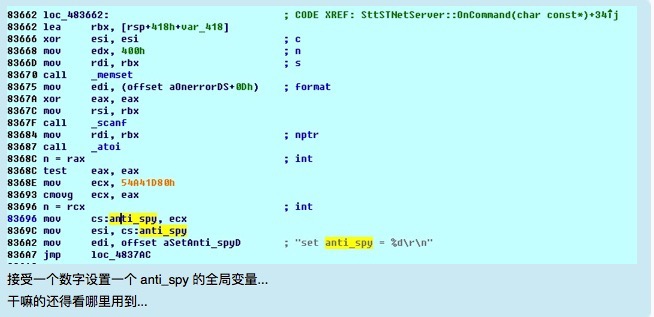 83662 loc_483662: ; CODE XREF: SttSTNetServer::OnCommand(char const*)+34↑j
83662 lea rbx, [rsp+418h+var_418]
83666 xor esi, esi ; c
83668 mov edx, 400h ; n
8366D mov rdi, rbx ; s
83670 call _memset
83675 mov edi, (offset aOnerrorDS+0Dh) ; format
8367A xor eax, eax
8367C mov rsi, rbx
8367F call _scanf
83684 mov rdi, rbx ; nptr
83687 call _atoi
8368C n = rax ; int
8368C test eax, eax
8368E mov ecx, 54A41D80h
83693 cmovg ecx, eax
83696 n = rcx ; int
83696 mov cs:anti_spy, ecx
8369C mov esi, cs:anti_spy
836A2 mov edi, offset aSetAnti_spyD ; "set anti_spy = %d\r\n"
836A7 jmp loc_4837AC
接受一个数字设置一个 anti_spy 的全局变量...
干嘛的还得看哪里用到...